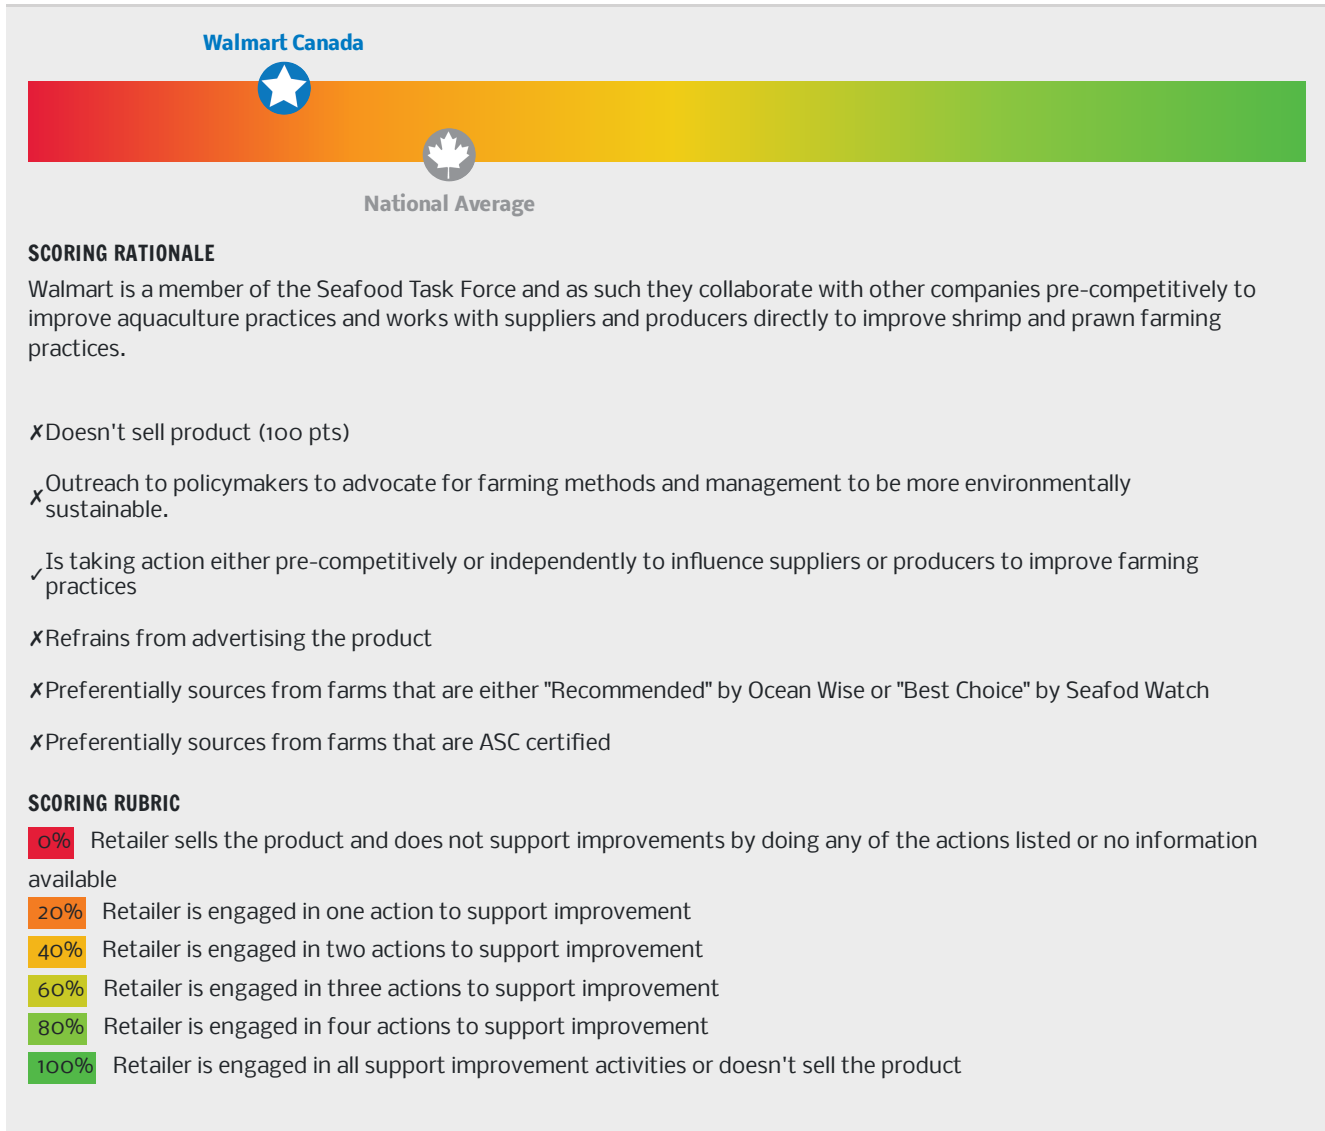 Walmart Canada
National Average
SCORING RATIONALE
Walmart is a member of the Seafood Task Force and as such they collaborate with other companies pre-competitively to
improve aquaculture practices and works with suppliers and producers directly to improve shrimp and prawn farming
practices.
✗Doesn't sell product (100 pts)
✗Outreach to policymakers to advocate for farming methods and management to be more environmentally
sustainable.
✓Is taking action either pre-competitively or independently to influence suppliers or producers to improve farming
practices
✗Refrains from advertising the product
✗Preferentially sources from farms that are either "Recommended" by Ocean Wise or "Best Choice" by Seafod Watch
✗Preferentially sources from farms that are ASC certified
SCORING RUBRIC
0% Retailer sells the product and does not support improvements by doing any of the actions listed or no information
available
20% Retailer is engaged in one action to support improvement
40% Retailer is engaged in two actions to support improvement
60% Retailer is engaged in three actions to support improvement
80% Retailer is engaged in four actions to support improvement
100% Retailer is engaged in all support improvement activities or doesn't sell the product